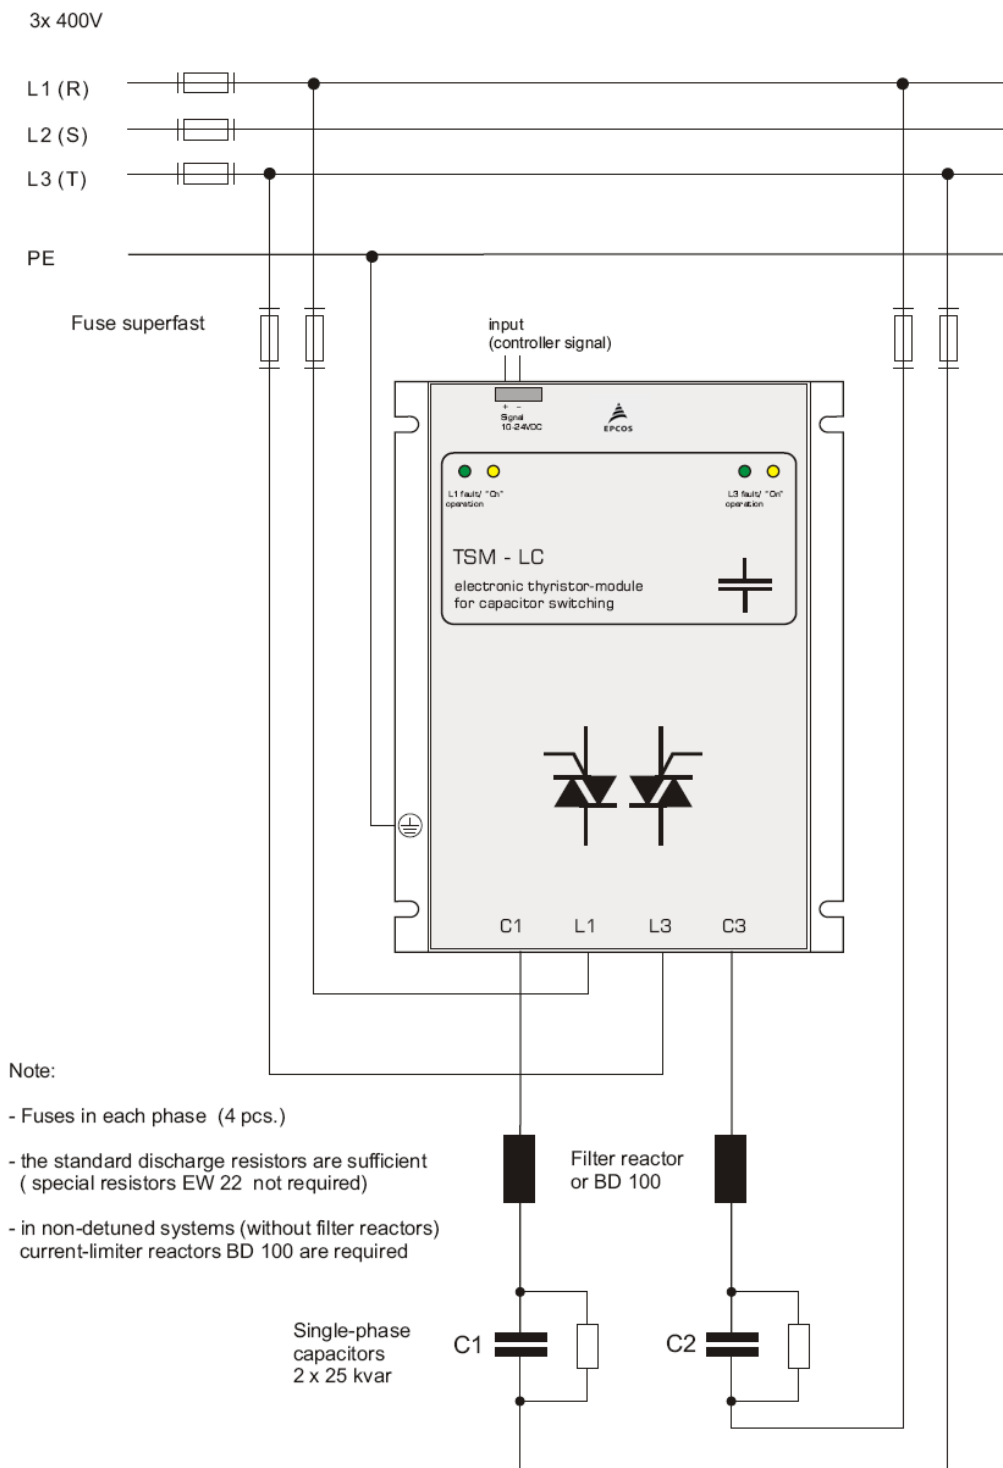 3x 400V
L1 (R)
L2 (S)
L3 (T)
PE
Fuse superfast
input
(controller signal)
+ -
Signal
10-24VDC
EPCOS
L1 fault/ "On"
operation
L3 fault/ "On"
operation
TSM - LC
electronic thyristor-module
for capacitor switching
C1 L1 L3 C3
Note:
- Fuses in each phase (4 pcs.)
- the standard discharge resistors are sufficient
( special resistors EW 22 not required)
- in non-detuned systems (without filter reactors)
current-limiter reactors BD 100 are required
Filter reactor
or BD 100
Single-phase
capacitors
2 x 25 kvar
C1
C2